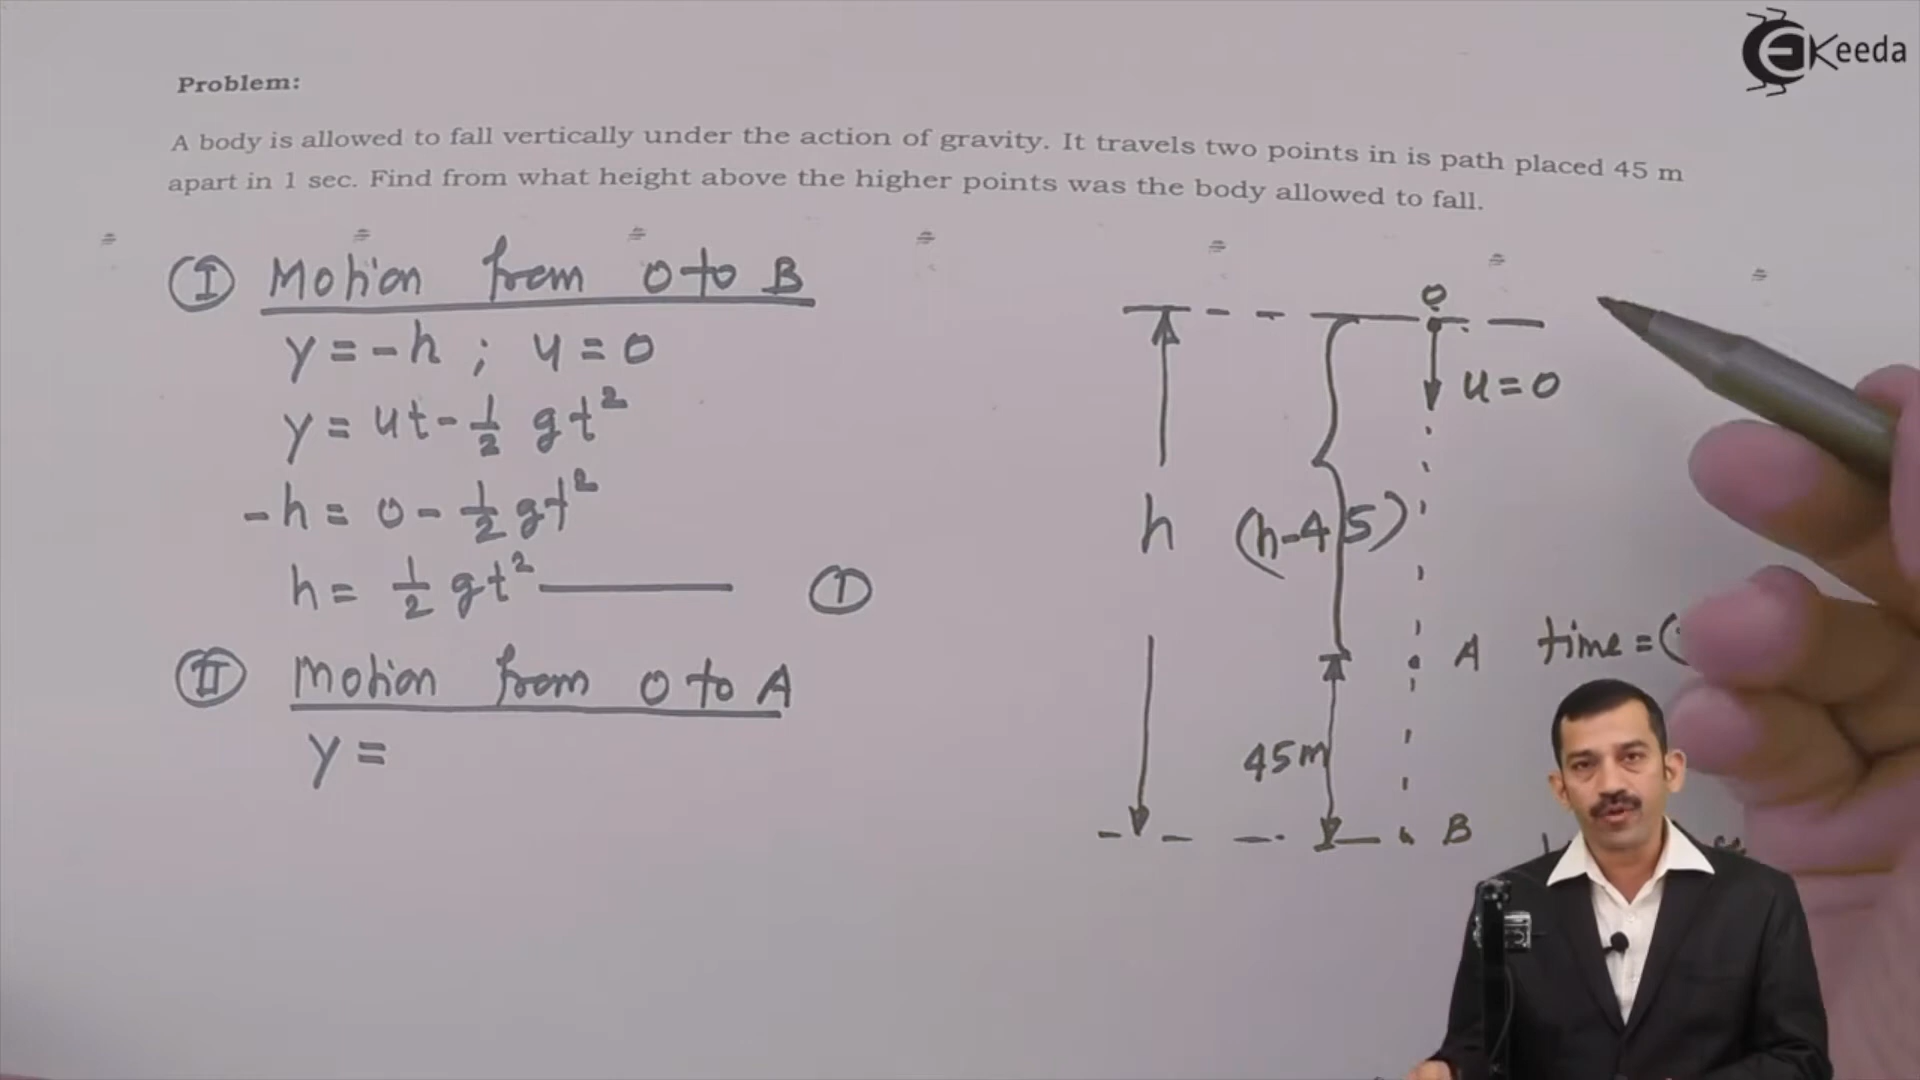 EKeeda
Problem:
A body is allowed to fall vertically under the action of gravity. It travels two points in is path placed 45 m
apart in 1 sec. Find from what height above the higher points was the body allowed to fall.
Ⓘ Motion from O to B
y = -h ; u = 0
y = ut - 1/2 gt²
-h = 0 - 1/2 gt²
h = 1/2 gt² ——— Ⓘ
Ⅱ Motion from O to A
y =
O
u = 0
h
(h-45)
A time = (
45m
B